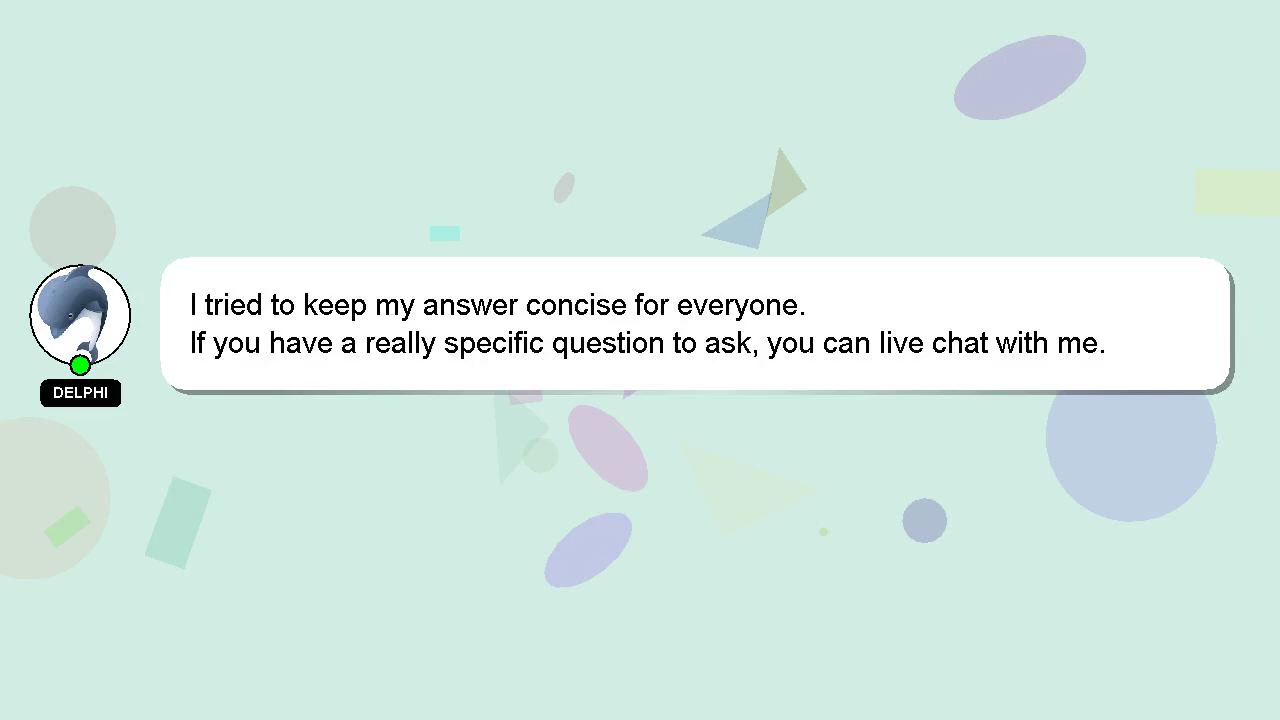 I tried to keep my answer concise for everyone.
If you have a really specific question to ask, you can live chat with me.
DELPHI